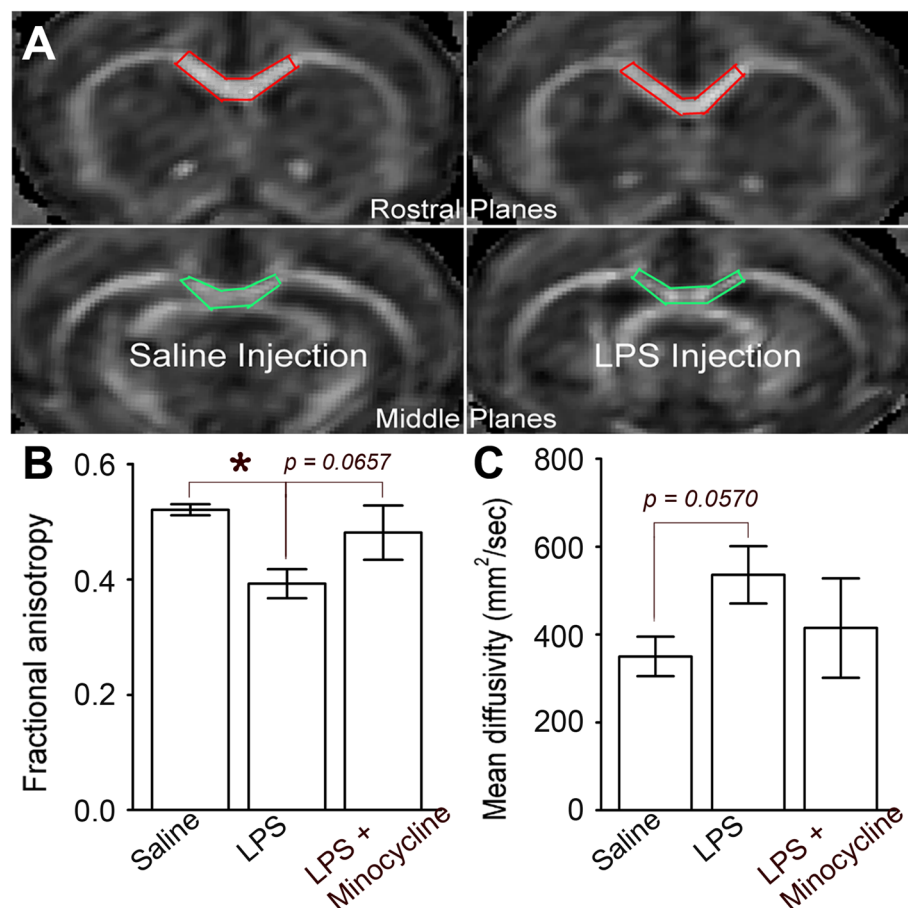 A
Rostral Planes
Saline Injection
LPS Injection
Middle Planes
B
Fractional anisotropy
0.6
0.4
0.2
0.0
*
p = 0.0657
Saline
LPS
LPS +
Minocycline
C
Mean diffusivity (mm²/sec)
800
600
400
200
0
p = 0.0570
Saline
LPS
LPS +
Minocycline